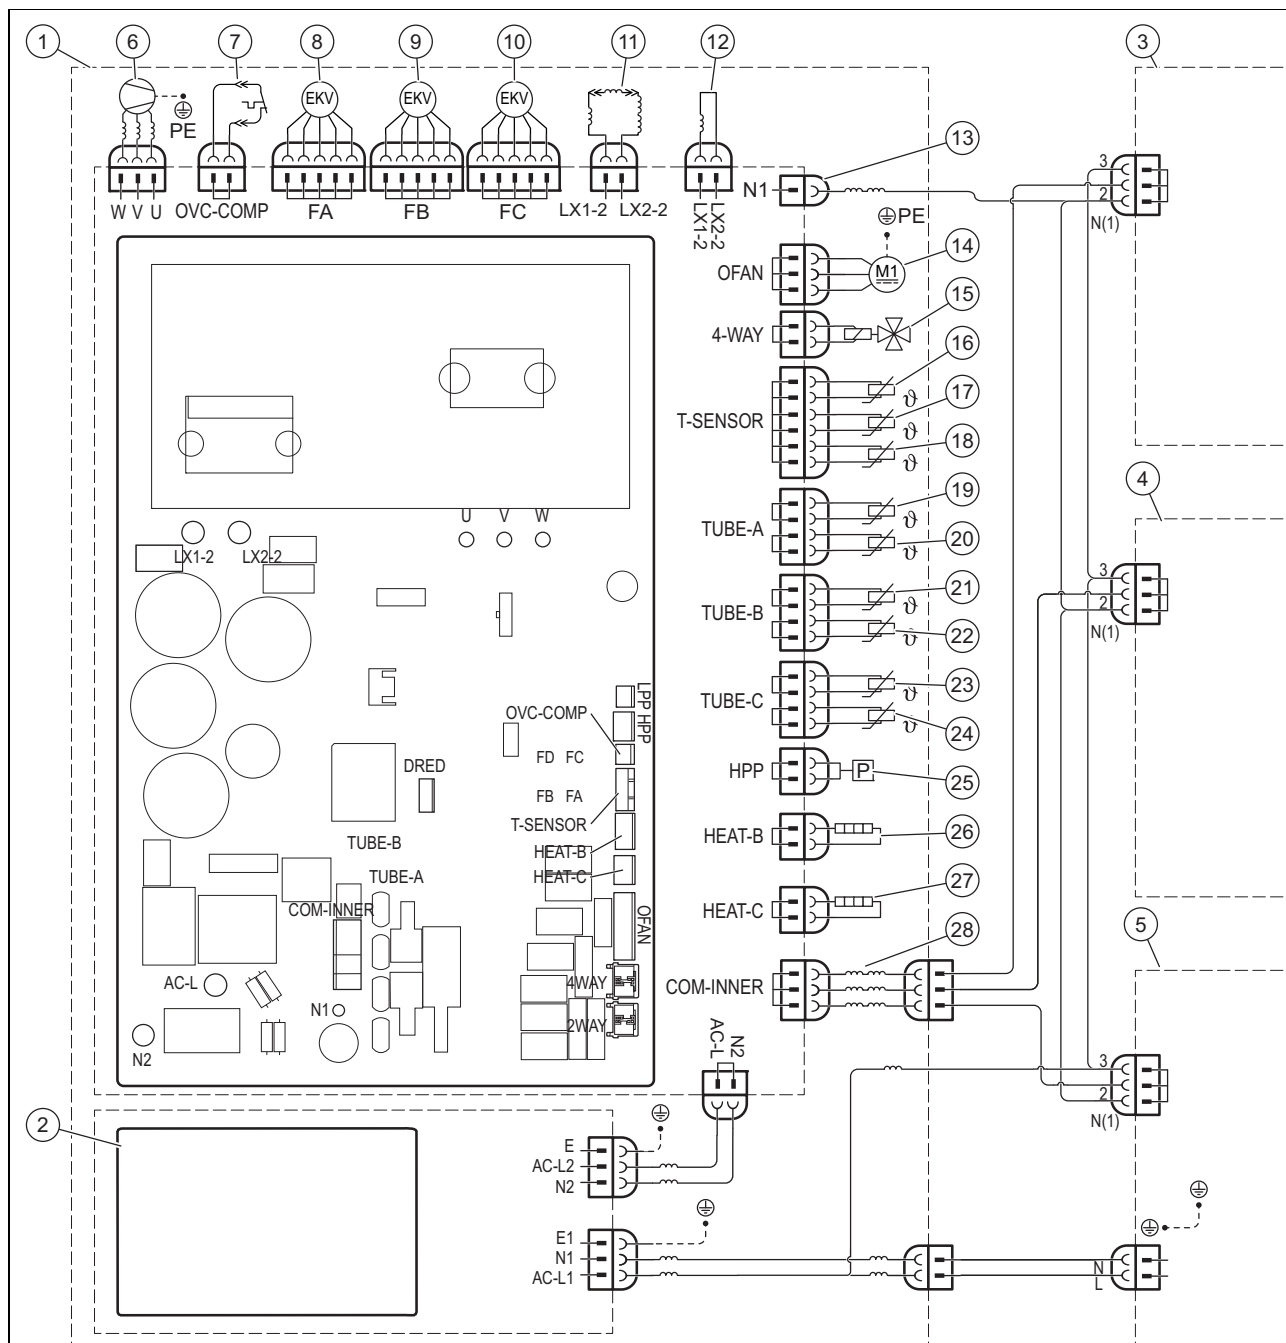 1 6 7 8 9 10 11 12 3
EKV EKV EKV
PE
W V U OVC-COMP FA FB FC LX1-2 LX2-2
LX1-2
LX2-2
13
N1
3
2
N(1)
PE
OFAN M1 14
4-WAY 15
T-SENSOR
16
ϑ
17
ϑ
18
ϑ
4
TUBE-A
19
ϑ
20
ϑ
U V W
LX1-2 LX2-2
TUBE-B
21
ϑ
22
ϑ
3
2
N(1)
TUBE-C
23
ϑ
24
ϑ
LPP HPP
OVC-COMP
FD FC
DRED
FB FA
T-SENSOR
TUBE-B
HEAT-B
HEAT-C
TUBE-A
COM-INNER
OFAN
AC-L
4WAY
N1
2WAY
N2
HPP P 25
HEAT-B 26
HEAT-C 27
28
COM-INNER
5
AC-L
N2
3
2
N(1)
2
E
AC-L2
N2
E1
N1
AC-L1
N
L